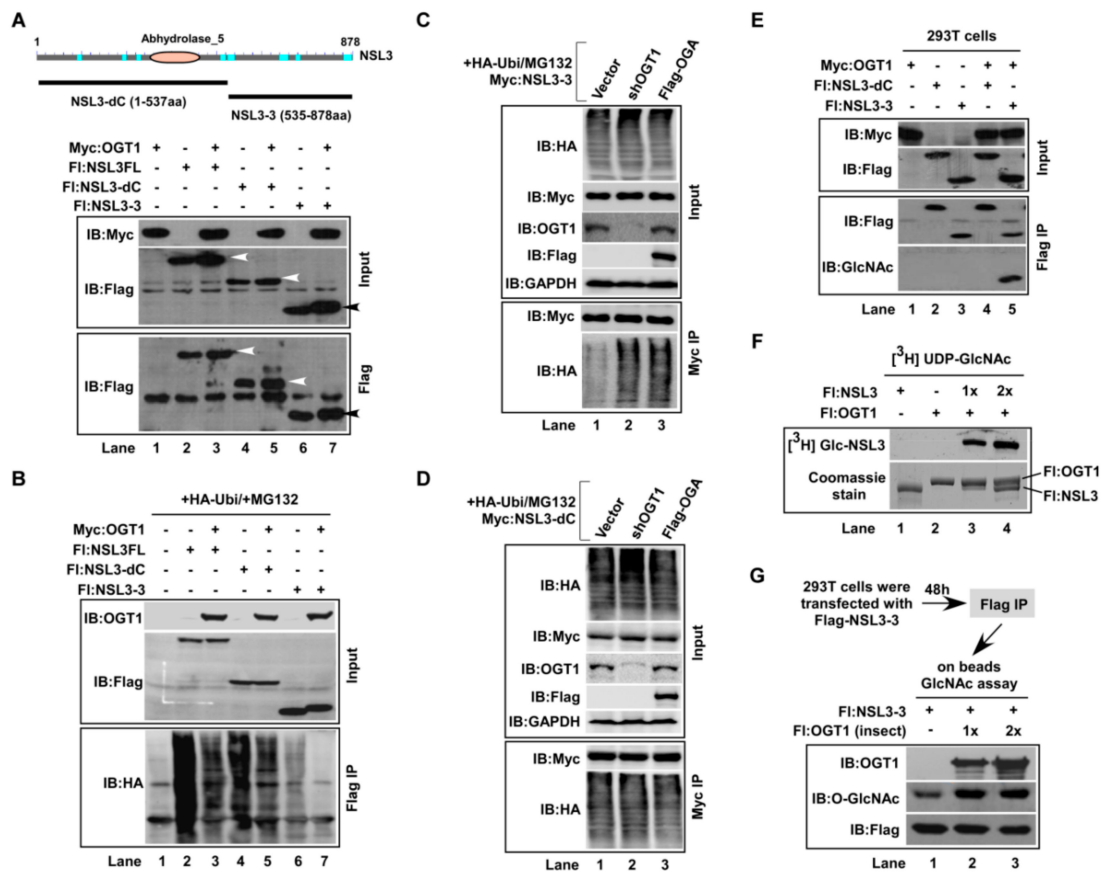 A
1
Abhydrolase_5
878
NSL3
NSL3-dC (1-537aa)
NSL3-3 (535-878aa)
Myc:OGT1 + - + - + - +
Fl:NSL3FL - + + - - - -
Fl:NSL3-dC - - - + + - -
Fl:NSL3-3 - - - - - + +
IB:Myc
IB:Flag
Input
IB:Flag
Flag
Lane 1 2 3 4 5 6 7
B
+HA-Ubi/+MG132
Myc:OGT1 - - + - + - +
Fl:NSL3FL - + + - - - -
Fl:NSL3-dC - - - + + - -
Fl:NSL3-3 - - - - - + +
IB:OGT1
IB:Flag
Input
IB:HA
Flag IP
Lane 1 2 3 4 5 6 7
C
+HA-Ubi/MG132
Myc:NSL3-3
Vector
shOGT1
Flag-OGA
IB:HA
IB:Myc
IB:OGT1
IB:Flag
IB:GAPDH
Input
IB:Myc
IB:HA
Myc IP
Lane 1 2 3
D
+HA-Ubi/MG132
Myc:NSL3-dC
Vector
shOGT1
Flag-OGA
IB:HA
IB:Myc
IB:OGT1
IB:Flag
IB:GAPDH
Input
IB:Myc
IB:HA
Myc IP
Lane 1 2 3
E
293T cells
Myc:OGT1 + - - + +
Fl:NSL3-dC - + - + -
Fl:NSL3-3 - - + - +
IB:Myc
IB:Flag
Input
IB:Flag
IB:GlcNAc
Flag IP
Lane 1 2 3 4 5
F
[3H] UDP-GlcNAc
Fl:NSL3 + - 1x 2x
Fl:OGT1 - + + +
[3H] Glc-NSL3
Coomassie
stain
Fl:OGT1
Fl:NSL3
Lane 1 2 3 4
G
293T cells were
transfected with
Flag-NSL3-3
48h
Flag IP
on beads
GlcNAc assay
Fl:NSL3-3 + + +
Fl:OGT1 (insect) - 1x 2x
IB:OGT1
IB:O-GlcNAc
IB:Flag
Lane 1 2 3